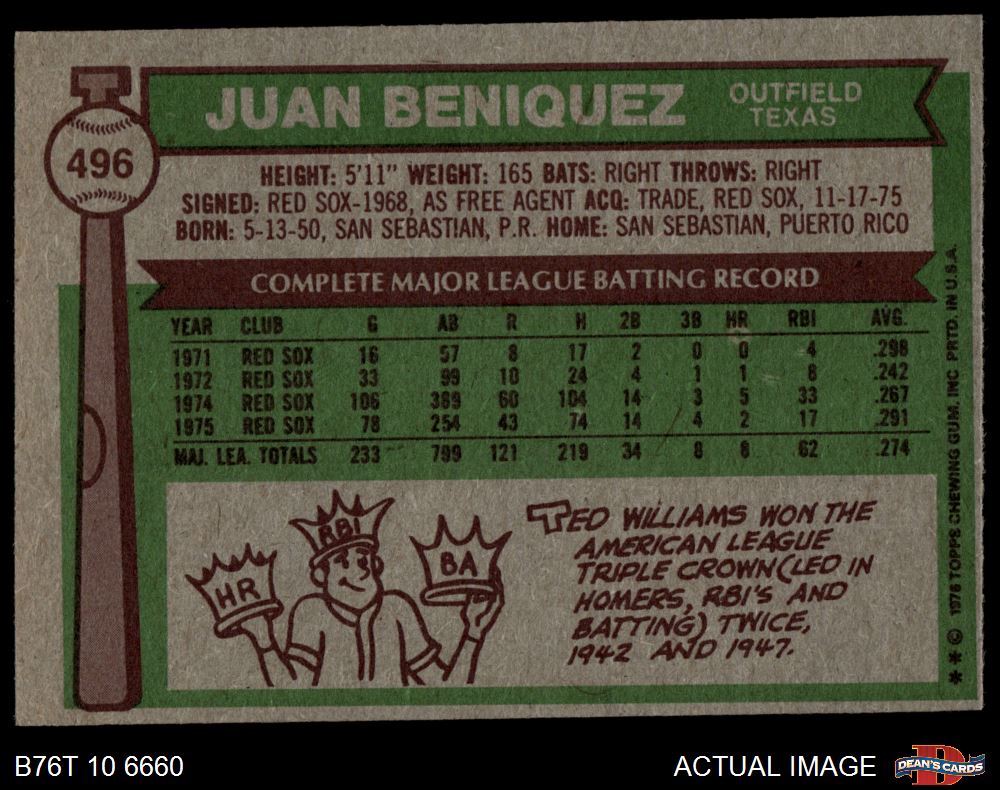 JUAN BENIQUEZ
OUTFIELD
TEXAS
496
HEIGHT: 5'11" WEIGHT: 165 BATS: RIGHT THROWS: RIGHT
SIGNED: RED SOX-1968, AS FREE AGENT ACQ: TRADE, RED SOX, 11-17-75
BORN: 5-13-50, SAN SEBASTIAN, P.R. HOME: SAN SEBASTIAN, PUERTO RICO
COMPLETE MAJOR LEAGUE BATTING RECORD
YEAR CLUB G AB R H 2B 3B HR RBI AVG.
1971 RED SOX 16 57 8 17 2 0 0 4 .298
1972 RED SOX 33 99 10 24 4 1 1 8 .242
1974 RED SOX 106 389 60 104 14 3 5 33 .267
1975 RED SOX 78 254 43 74 14 4 2 17 .291
MAJ. LEA. TOTALS 233 799 121 219 34 8 8 62 .274
HR
RBI
BA
TED WILLIAMS WON THE
AMERICAN LEAGUE
TRIPLE CROWN (LED IN
HOMERS, RBI'S AND
BATTING) TWICE,
1942 AND 1947.
** © 1976 TOPPS CHEWING GUM, INC PRTD. IN U.S.A.
B76T 10 6660
ACTUAL IMAGE
D
DEAN'S CARDS